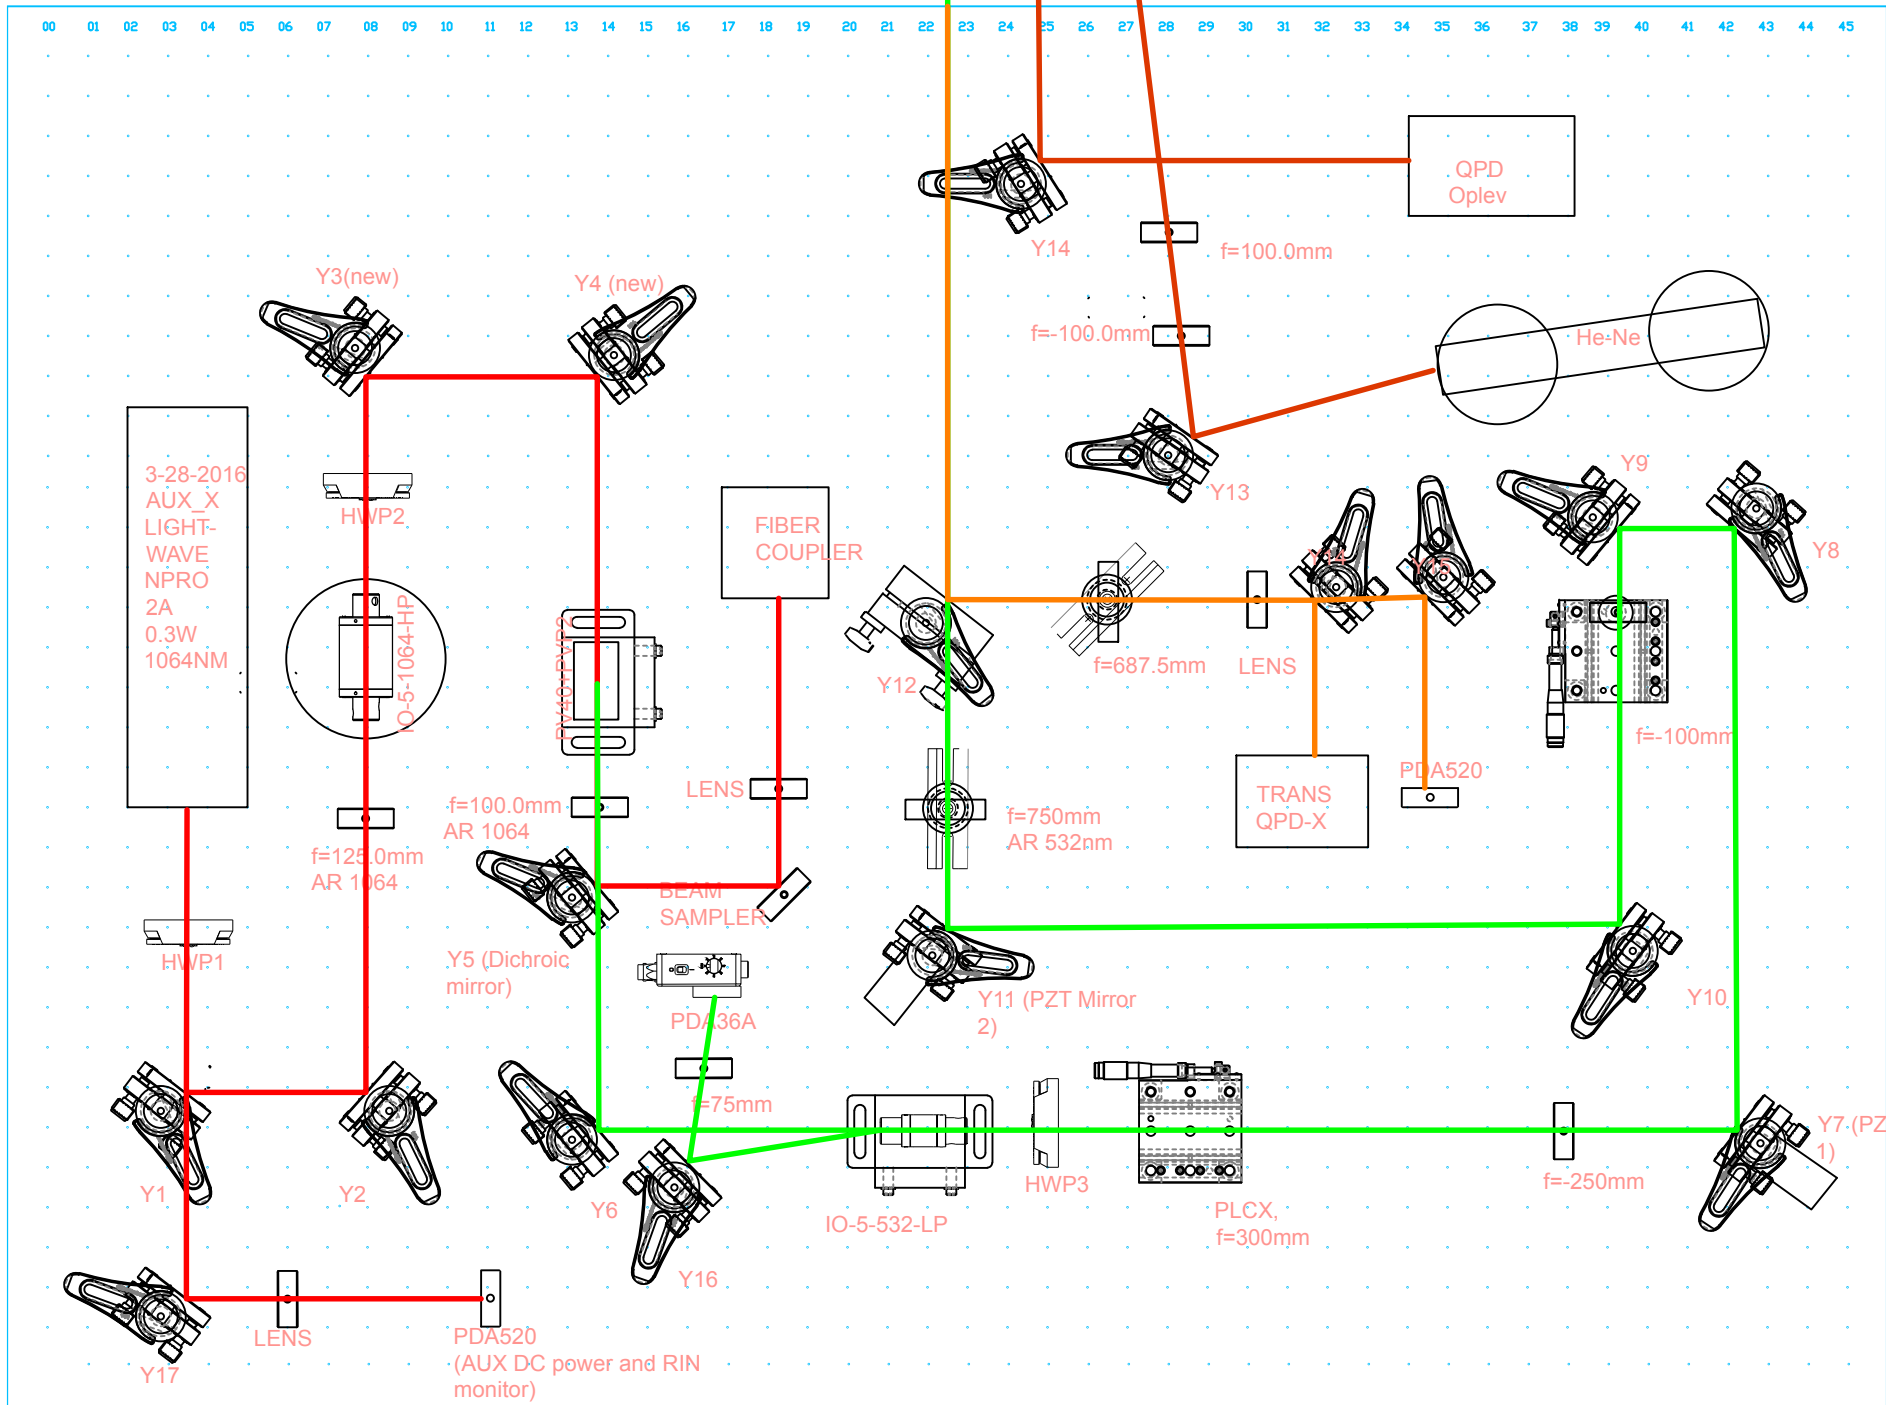 00 01 02 03 04 05 06 07 08 09 10 11 12 13 14 15 16 17 18 19 20 21 22 23 24 25 26 27 28 29 30 31 32 33 34 35 36 37 38 39 40 41 42 43 44 45
QPD
Oplev
Y14
f=100.0mm
Y3(new)
Y4 (new)
f=-100.0mm
He-Ne
3-28-2016
AUX_X
LIGHT-
WAVE
NPRO
2A
0.3W
1064NM
HWP2
IO-5-1064-HP
FIBER
COUPLER
PV40+PVP2
Y13
Y9
Y8
Y14
Y15
Y12
f=687.5mm
LENS
f=-100mm
LENS
f=100.0mm
AR 1064
f=750mm
AR 532nm
TRANS
QPD-X
PDA520
f=125.0mm
AR 1064
BEAM
SAMPLER
HWP1
Y5 (Dichroic
mirror)
PDA36A
Y11 (PZT Mirror
2)
Y10
f=75mm
Y7 (PZ
1)
Y1
Y2
Y6
IO-5-532-LP
HWP3
PLCX,
f=300mm
f=-250mm
Y16
LENS
PDA520
(AUX DC power and RIN
monitor)
Y17